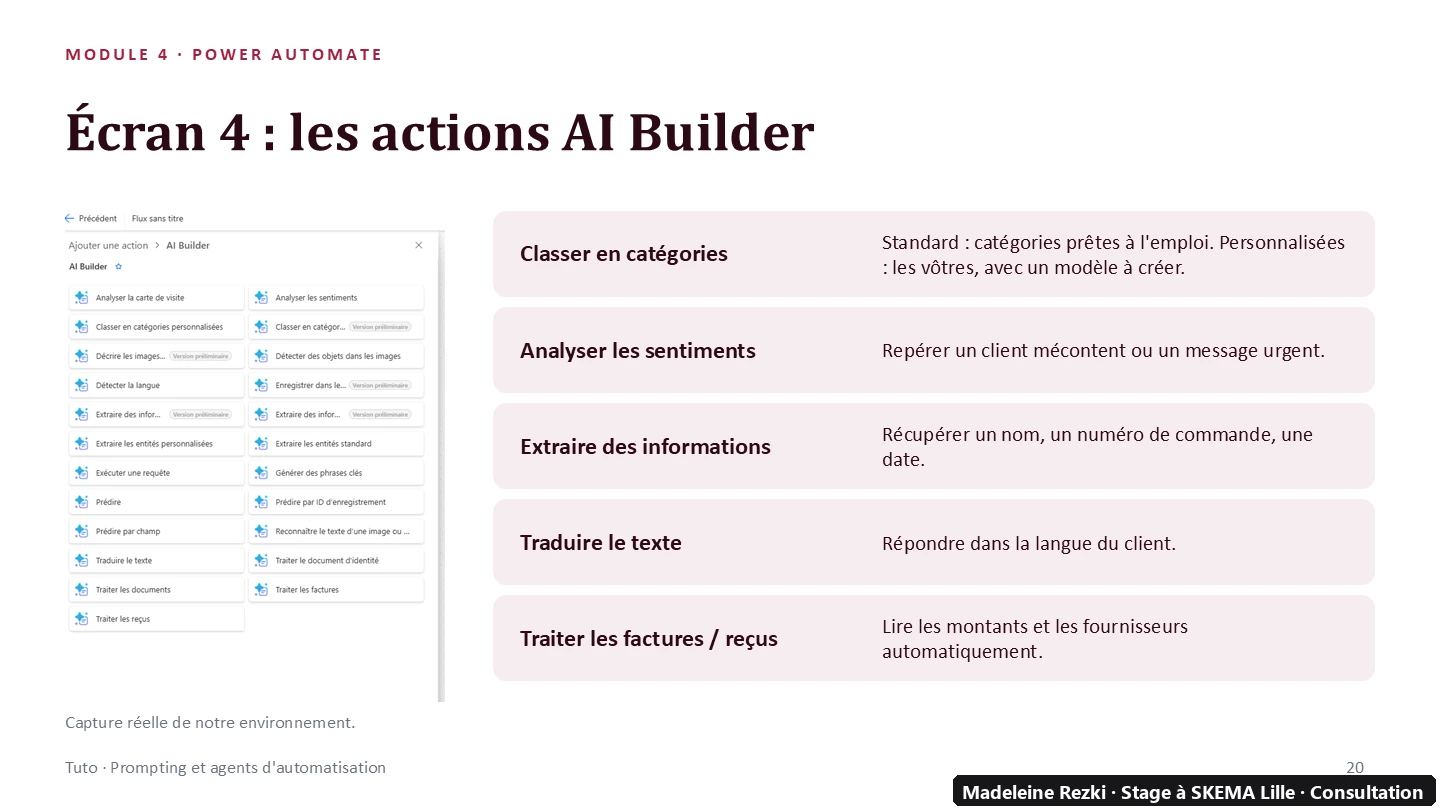 MODULE 4 · POWER AUTOMATE
Écran 4 : les actions AI Builder
Précédent
Flux sans titre
Ajouter une action > AI Builder
AI Builder
Analyser la carte de visite
Analyser les sentiments
Classer en catégories personnalisées
Classer en catégor... Version préliminaire
Décrire les images... Version préliminaire
Détecter des objets dans les images
Détecter la langue
Enregistrer dans le... Version préliminaire
Extraire des infor... Version préliminaire
Extraire des infor... Version préliminaire
Extraire les entités personnalisées
Extraire les entités standard
Exécuter une requête
Générer des phrases clés
Prédire
Prédire par ID d'enregistrement
Prédire par champ
Reconnaître le texte d'une image ou ...
Traduire le texte
Traiter le document d'identité
Traiter les documents
Traiter les factures
Traiter les reçus
Capture réelle de notre environnement.
Classer en catégories
Standard : catégories prêtes à l'emploi. Personnalisées
: les vôtres, avec un modèle à créer.
Analyser les sentiments
Repérer un client mécontent ou un message urgent.
Extraire des informations
Récupérer un nom, un numéro de commande, une
date.
Traduire le texte
Répondre dans la langue du client.
Traiter les factures / reçus
Lire les montants et les fournisseurs
automatiquement.
Tuto · Prompting et agents d'automatisation
20
Madeleine Rezki · Stage à SKEMA Lille · Consultation